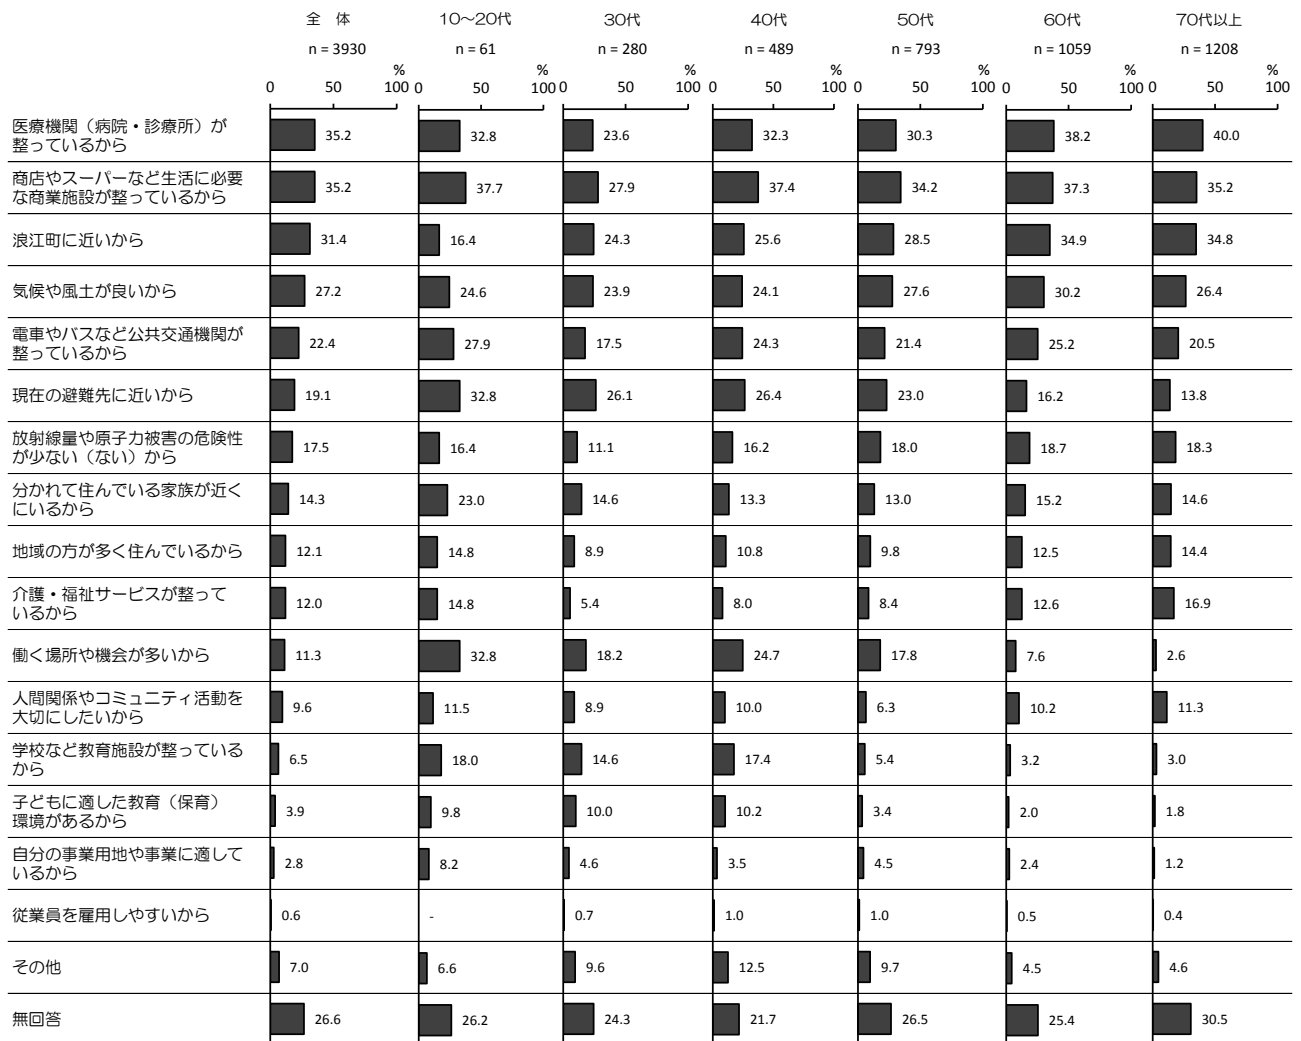 全　体 10～20代 30代 40代 50代 60代 70代以上
n = 3930 n = 61 n = 280 n = 489 n = 793 n = 1059 n = 1208
% % % % % % %
0 50 100 0 50 100 0 50 100 0 50 100 0 50 100 0 50 100 0 50 100
医療機関（病院・診療所）が
整っているから
35.2 32.8 23.6 32.3 30.3 38.2 40.0
商店やスーパーなど生活に必要
な商業施設が整っているから
35.2 37.7 27.9 37.4 34.2 37.3 35.2
浪江町に近いから 31.4 16.4 24.3 25.6 28.5 34.9 34.8
気候や風土が良いから 27.2 24.6 23.9 24.1 27.6 30.2 26.4
電車やバスなど公共交通機関が
整っているから
22.4 27.9 17.5 24.3 21.4 25.2 20.5
現在の避難先に近いから 19.1 32.8 26.1 26.4 23.0 16.2 13.8
放射線量や原子力被害の危険性
が少ない（ない）から
17.5 16.4 11.1 16.2 18.0 18.7 18.3
分かれて住んでいる家族が近く
にいるから
14.3 23.0 14.6 13.3 13.0 15.2 14.6
地域の方が多く住んでいるから 12.1 14.8 8.9 10.8 9.8 12.5 14.4
介護・福祉サービスが整って
いるから
12.0 14.8 5.4 8.0 8.4 12.6 16.9
働く場所や機会が多いから 11.3 32.8 18.2 24.7 17.8 7.6 2.6
人間関係やコミュニティ活動を
大切にしたいから
9.6 11.5 8.9 10.0 6.3 10.2 11.3
学校など教育施設が整っている
から
6.5 18.0 14.6 17.4 5.4 3.2 3.0
子どもに適した教育（保育）
環境があるから
3.9 9.8 10.0 10.2 3.4 2.0 1.8
自分の事業用地や事業に適して
いるから
2.8 8.2 4.6 3.5 4.5 2.4 1.2
従業員を雇用しやすいから 0.6 - 0.7 1.0 1.0 0.5 0.4
その他 7.0 6.6 9.6 12.5 9.7 4.5 4.6
無回答 26.6 26.2 24.3 21.7 26.5 25.4 30.5